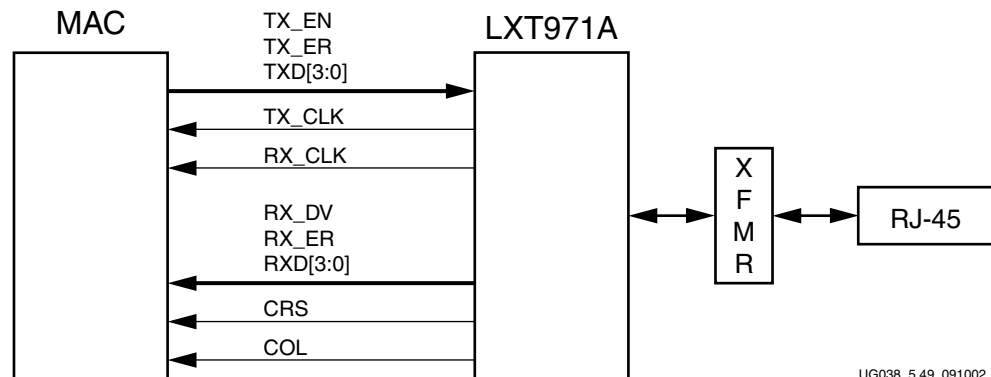 MAC
LXT971A
TX_EN
TX_ER
TXD[3:0]
TX_CLK
RX_CLK
RX_DV
RX_ER
RXD[3:0]
CRS
COL
X
F
M
R
RJ-45
UG038_5.49_091002